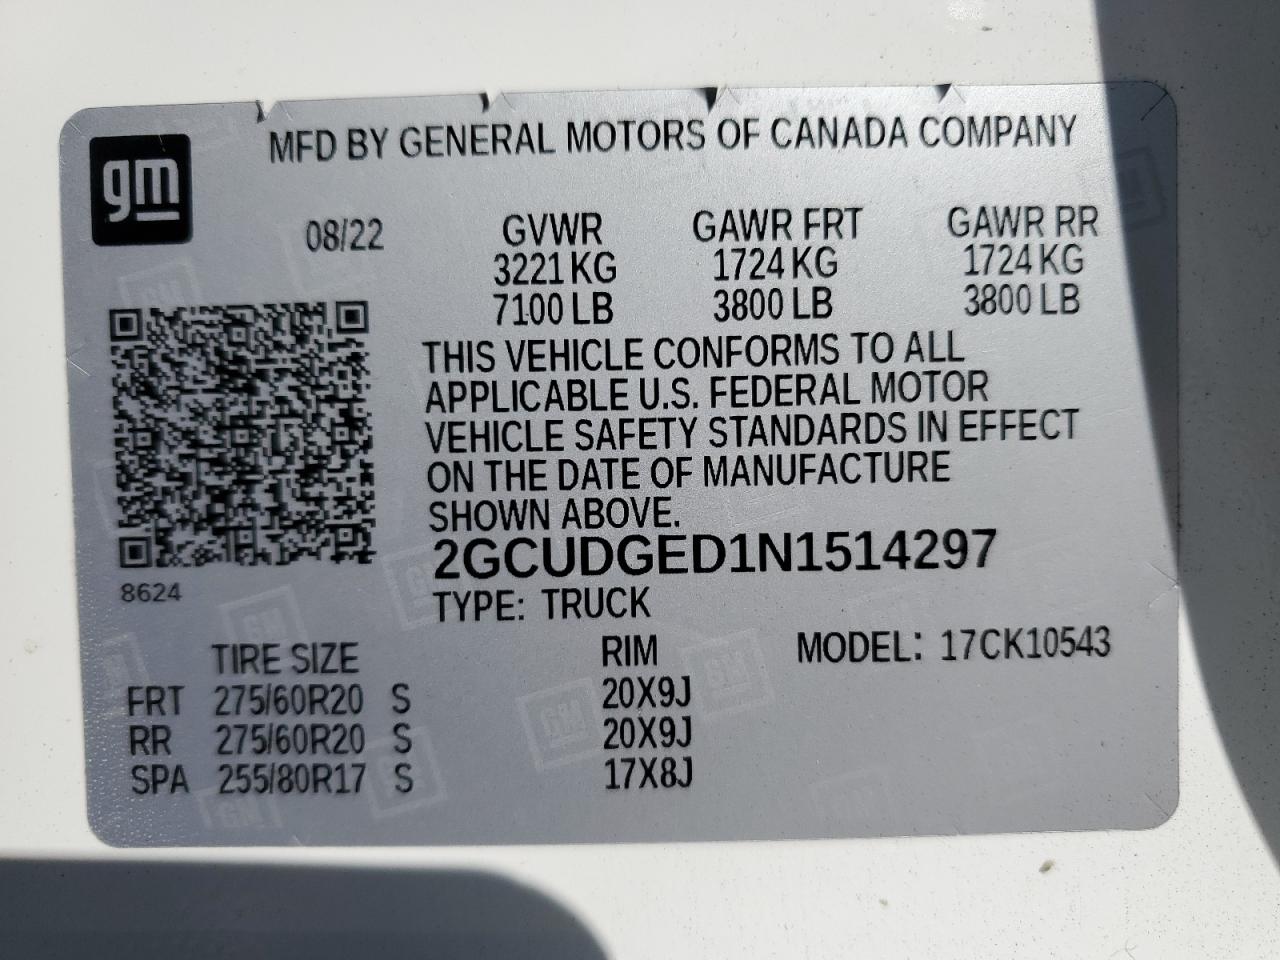 gm
MFD BY GENERAL MOTORS OF CANADA COMPANY
08/22 GVWR GAWR FRT GAWR RR
3221 KG 1724 KG 1724 KG
7100 LB 3800 LB 3800 LB
THIS VEHICLE CONFORMS TO ALL
APPLICABLE U.S. FEDERAL MOTOR
VEHICLE SAFETY STANDARDS IN EFFECT
ON THE DATE OF MANUFACTURE
SHOWN ABOVE.
2GCUDGED1N1514297
8624
TYPE: TRUCK
TIRE SIZE RIM MODEL: 17CK10543
FRT 275/60R20 S 20X9J
RR 275/60R20 S 20X9J
SPA 255/80R17 S 17X8J